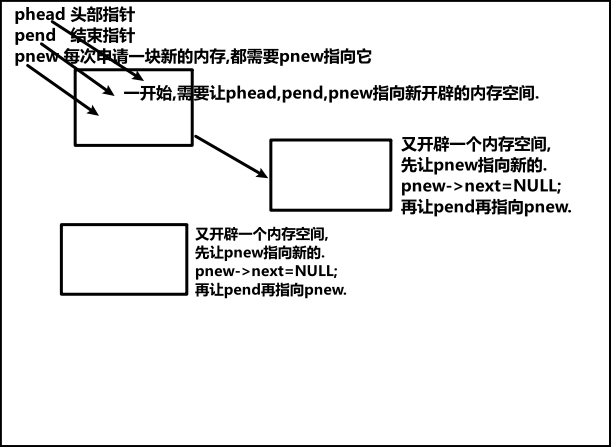 phead 头部指针
pend 结束指针
pnew 每次申请一块新的内存,都需要pnew指向它
一开始,需要让phead,pend,pnew指向新开辟的内存空间.
又开辟一个内存空间,
先让pnew指向新的.
pnew->next=NULL;
再让pend再指向pnew.
又开辟一个内存空间,
先让pnew指向新的.
pnew->next=NULL;
再让pend再指向pnew.